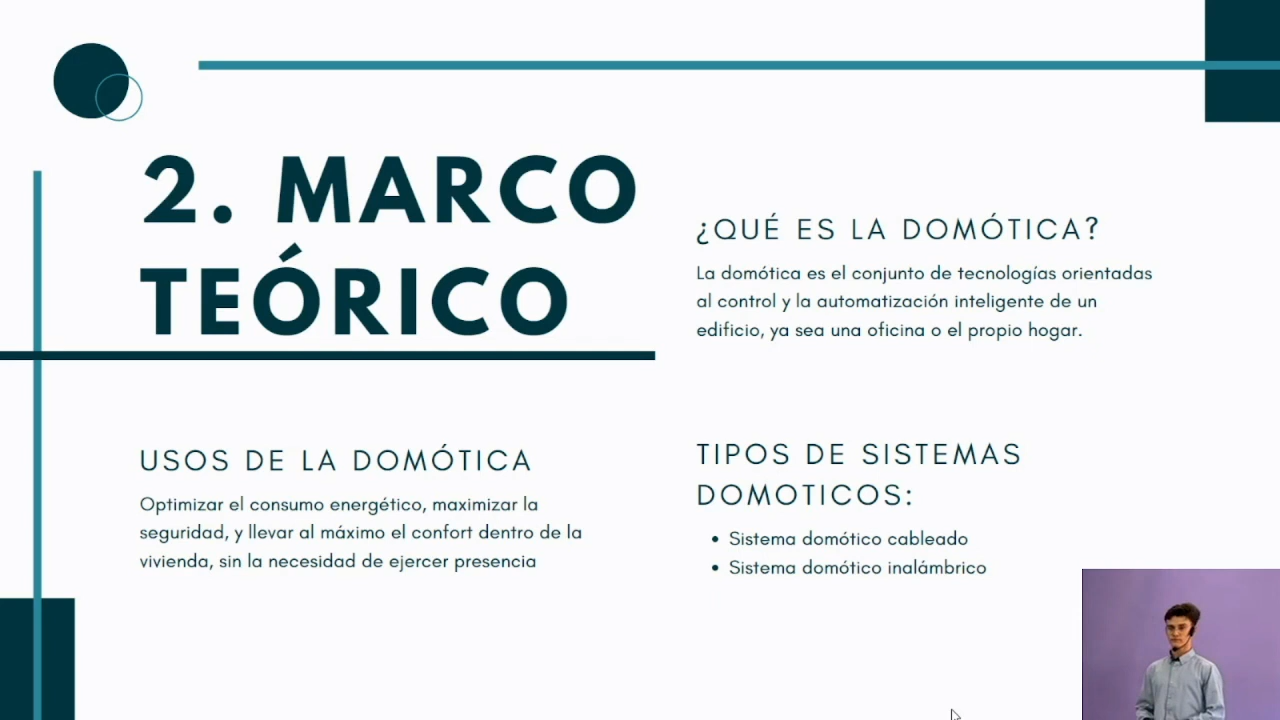 2. MARCO
TEÓRICO
¿QUÉ ES LA DOMÓTICA?
La domótica es el conjunto de tecnologías orientadas
al control y la automatización inteligente de un
edificio, ya sea una oficina o el propio hogar.
USOS DE LA DOMÓTICA
Optimizar el consumo energético, maximizar la
seguridad, y llevar al máximo el confort dentro de la
vivienda, sin la necesidad de ejercer presencia
TIPOS DE SISTEMAS
DOMOTICOS:
• Sistema domótico cableado
• Sistema domótico inalámbrico